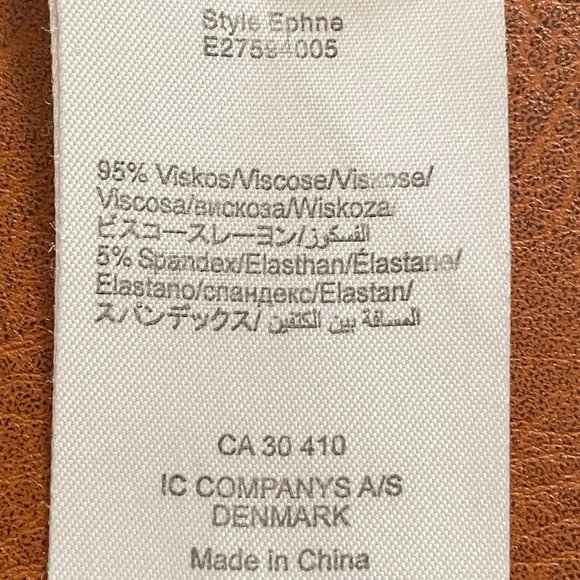 Style Ephne
E27594005
95% Viskos/Viscose/Viskose/
Viscosa/вискоза/Wiskoza/
ビスコースレーヨン/الفسكوز
5% Spandex/Elasthan/Élastane/
Elastano/спандекс/Elastan/
スパンデックス/ المسافة بين الكتفين
CA 30 410
IC COMPANYS A/S
DENMARK
Made in China